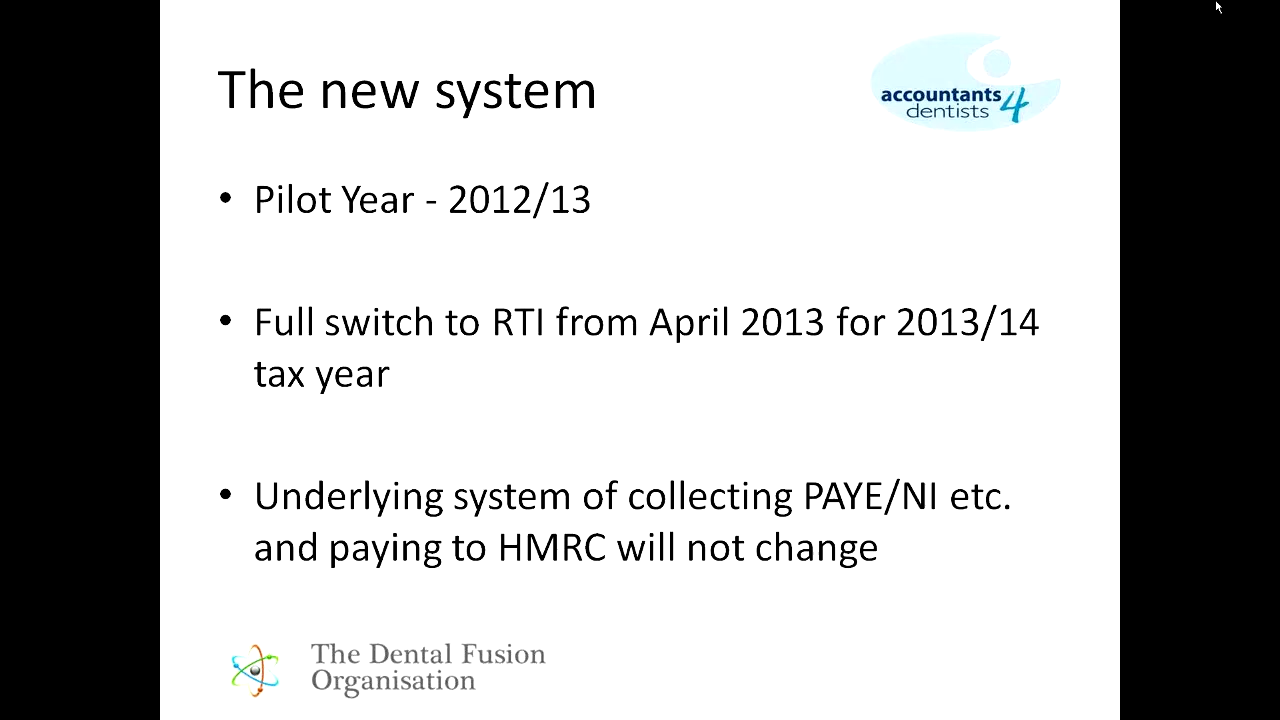 The new system
accountants 4
dentists
• Pilot Year - 2012/13
• Full switch to RTI from April 2013 for 2013/14
tax year
• Underlying system of collecting PAYE/NI etc.
and paying to HMRC will not change
The Dental Fusion
Organisation